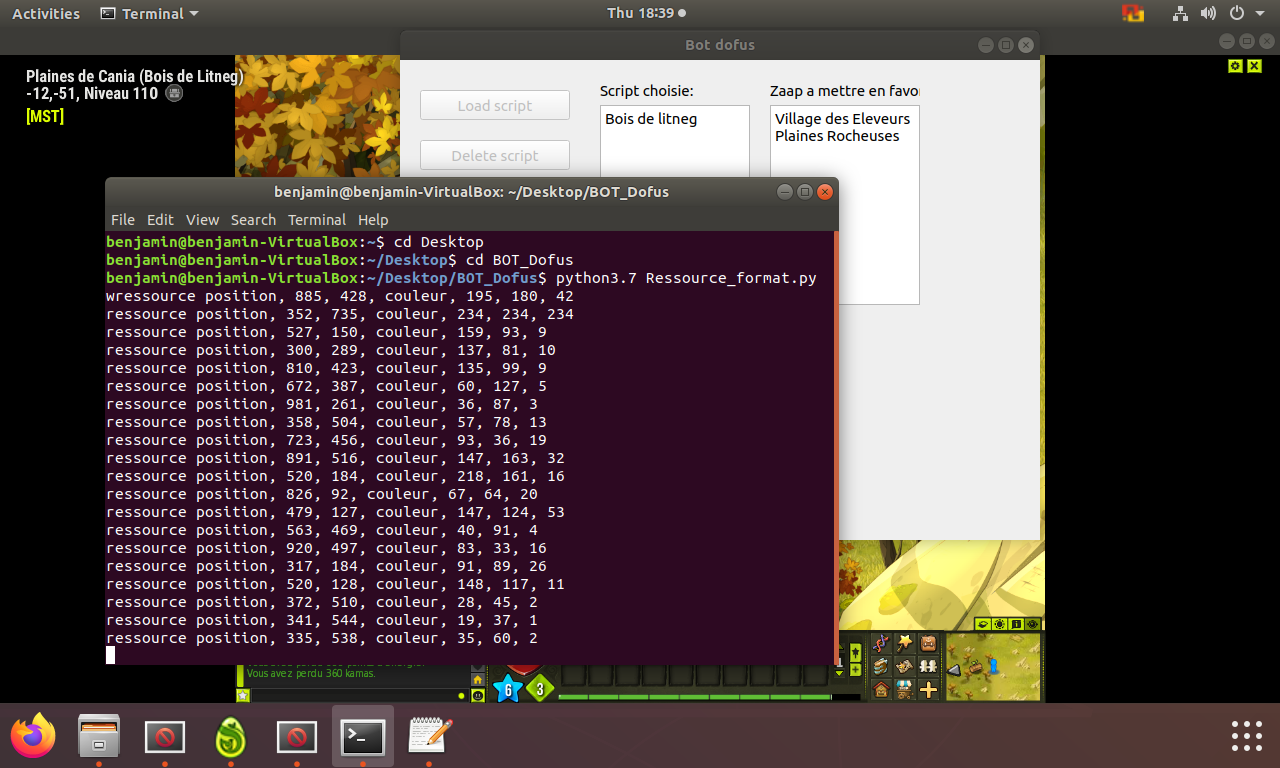 Activities
Terminal
Thu 18:39
Bot dofus
Plaines de Cania (Bois de Litneg)
-12,-51, Niveau 110
[MST]
Load script
Delete script
Script choisie:
Bois de litneg
Zaap a mettre en favo
Village des Eleveurs
Plaines Rocheuses
benjamin@benjamin-VirtualBox: ~/Desktop/BOT_Dofus
File Edit View Search Terminal Help
benjamin@benjamin-VirtualBox:~$ cd Desktop
benjamin@benjamin-VirtualBox:~/Desktop$ cd BOT_Dofus
benjamin@benjamin-VirtualBox:~/Desktop/BOT_Dofus$ python3.7 Ressource_format.py
wressource position, 885, 428, couleur, 195, 180, 42
ressource position, 352, 735, couleur, 234, 234, 234
ressource position, 527, 150, couleur, 159, 93, 9
ressource position, 300, 289, couleur, 137, 81, 10
ressource position, 810, 423, couleur, 135, 99, 9
ressource position, 672, 387, couleur, 60, 127, 5
ressource position, 981, 261, couleur, 36, 87, 3
ressource position, 358, 504, couleur, 57, 78, 13
ressource position, 723, 456, couleur, 93, 36, 19
ressource position, 891, 516, couleur, 147, 163, 32
ressource position, 520, 184, couleur, 218, 161, 16
ressource position, 826, 92, couleur, 67, 64, 20
ressource position, 479, 127, couleur, 147, 124, 53
ressource position, 563, 469, couleur, 40, 91, 4
ressource position, 920, 497, couleur, 83, 33, 16
ressource position, 317, 184, couleur, 91, 89, 26
ressource position, 520, 128, couleur, 148, 117, 11
ressource position, 372, 510, couleur, 28, 45, 2
ressource position, 341, 544, couleur, 19, 37, 1
ressource position, 335, 538, couleur, 35, 60, 2
Vous avez perdu 360 kamas.
6
3